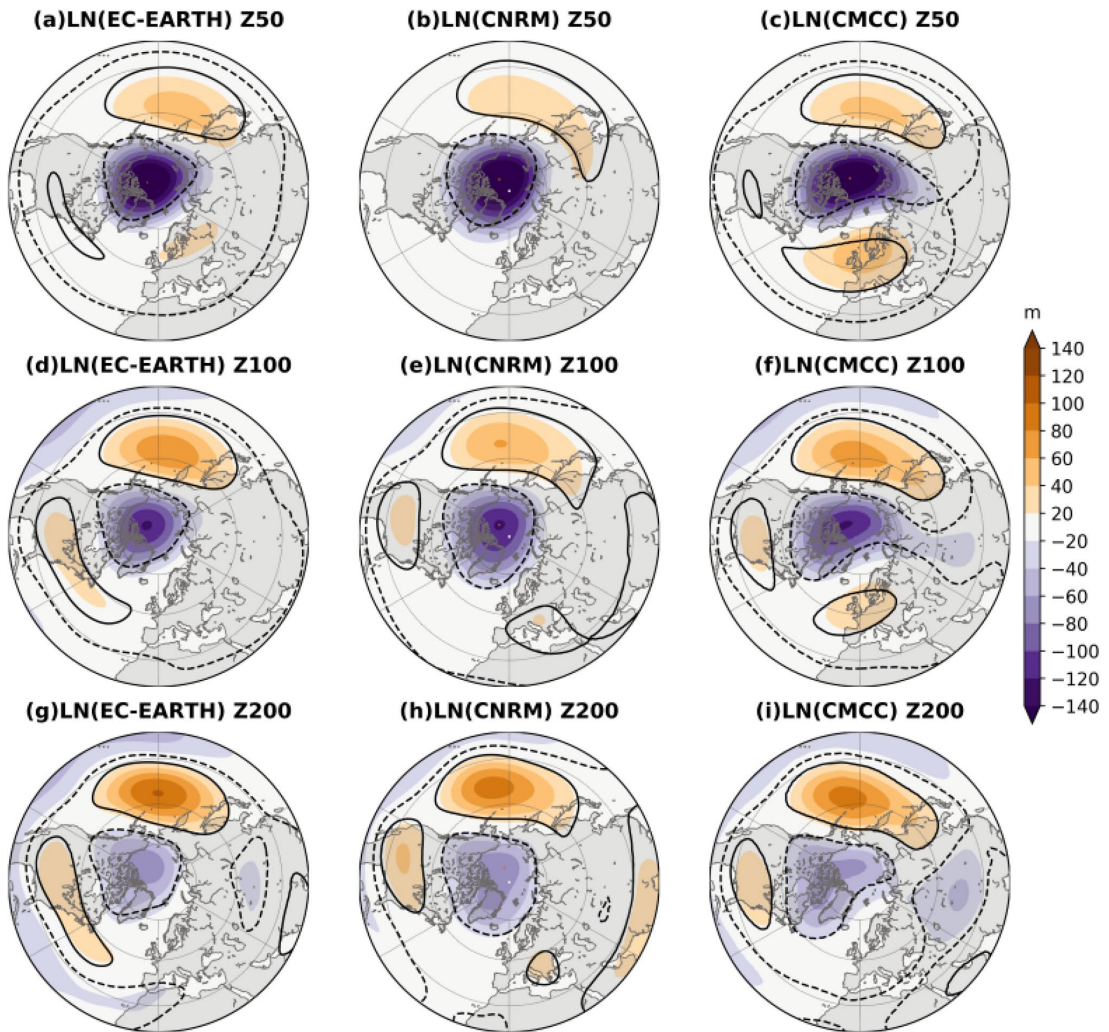 (a)LN(EC-EARTH) Z50
(b)LN(CNRM) Z50
(c)LN(CMCC) Z50
(d)LN(EC-EARTH) Z100
(e)LN(CNRM) Z100
(f)LN(CMCC) Z100
(g)LN(EC-EARTH) Z200
(h)LN(CNRM) Z200
(i)LN(CMCC) Z200
m
140
120
100
80
60
40
20
−20
−40
−60
−80
−100
−120
−140